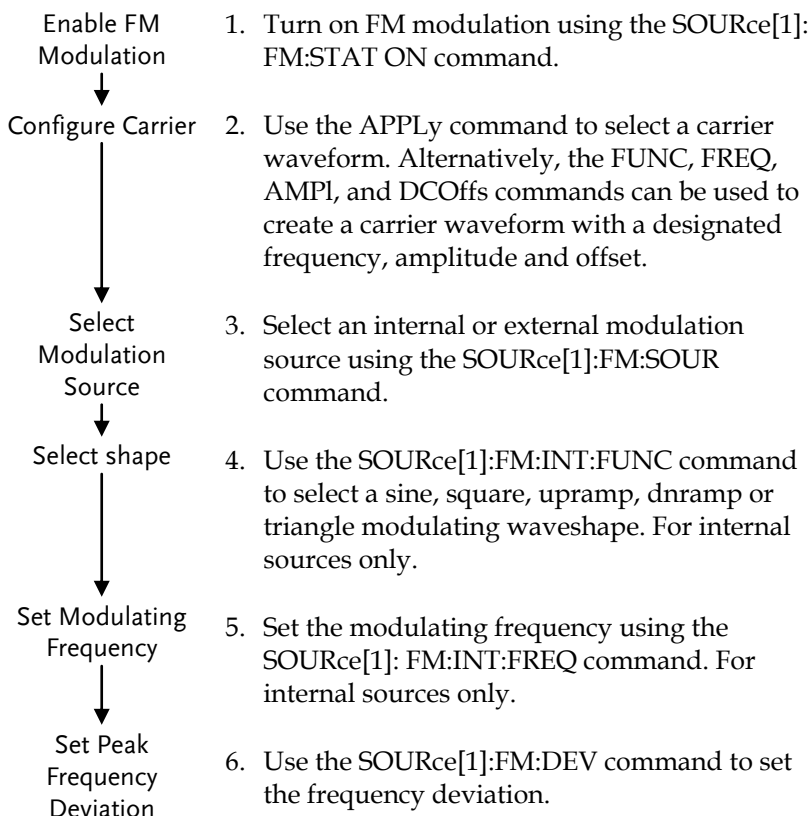 Enable FM
Modulation
1. Turn on FM modulation using the SOURce[1]:
FM:STAT ON command.
Configure Carrier
2. Use the APPLy command to select a carrier
waveform. Alternatively, the FUNC, FREQ,
AMPl, and DCOffs commands can be used to
create a carrier waveform with a designated
frequency, amplitude and offset.
Select
Modulation
Source
3. Select an internal or external modulation
source using the SOURce[1]:FM:SOUR
command.
Select shape
4. Use the SOURce[1]:FM:INT:FUNC command
to select a sine, square, upramp, dnramp or
triangle modulating waveshape. For internal
sources only.
Set Modulating
Frequency
5. Set the modulating frequency using the
SOURce[1]: FM:INT:FREQ command. For
internal sources only.
Set Peak
Frequency
Deviation
6. Use the SOURce[1]:FM:DEV command to set
the frequency deviation.